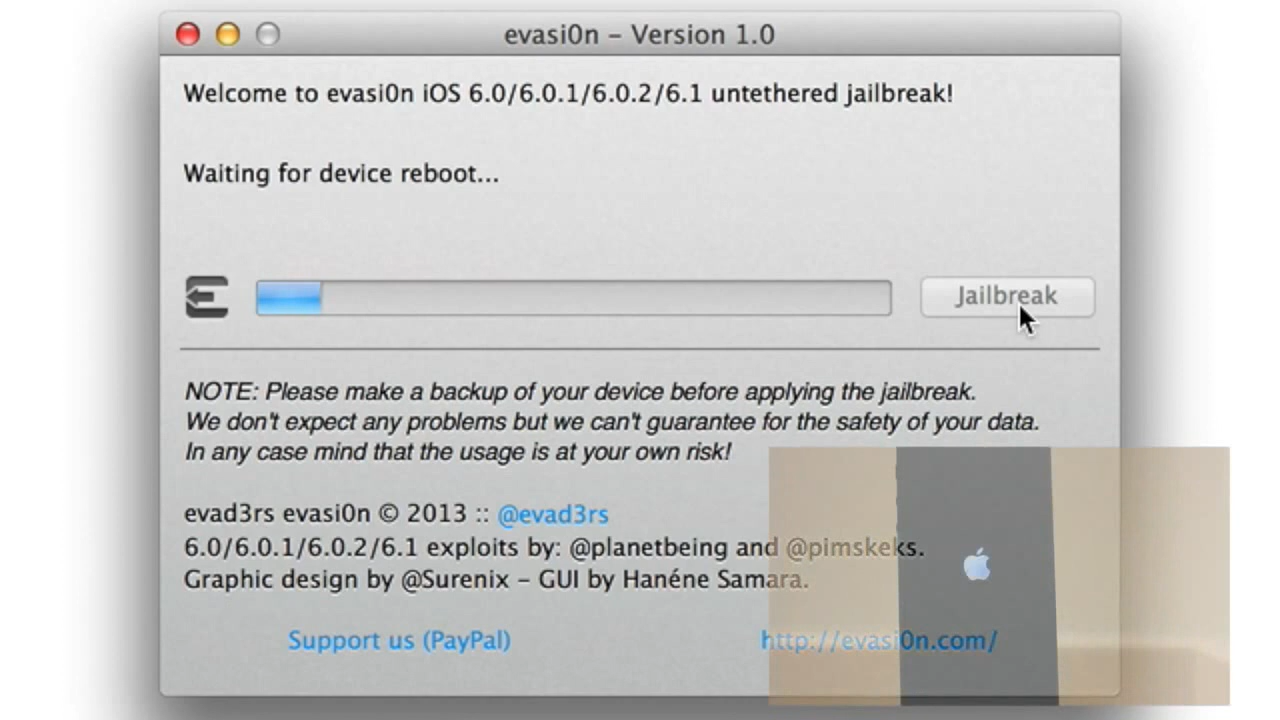 evasi0n – Version 1.0
Welcome to evasi0n iOS 6.0/6.0.1/6.0.2/6.1 untethered jailbreak!
Waiting for device reboot...
Jailbreak
NOTE: Please make a backup of your device before applying the jailbreak.
We don't expect any problems but we can't guarantee for the safety of your data.
In any case mind that the usage is at your own risk!
evad3rs evasi0n © 2013 :: @evad3rs
6.0/6.0.1/6.0.2/6.1 exploits by: @planetbeing and @pimskeks.
Graphic design by @Surenix – GUI by Hanéne Samara.
Support us (PayPal)
http://evasi0n.com/